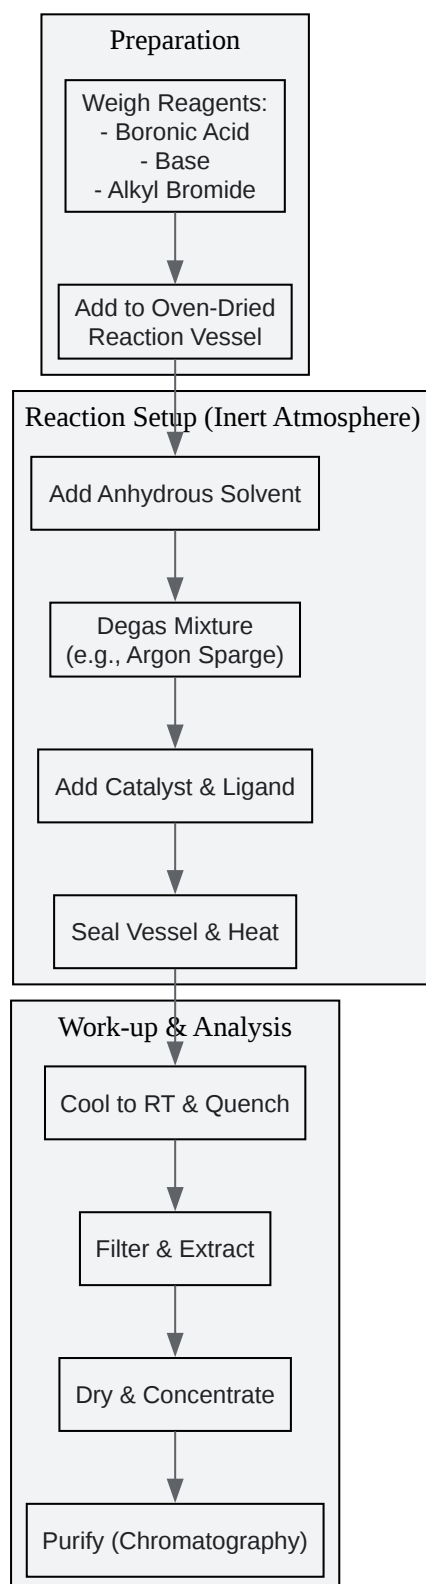 Preparation
Weigh Reagents:
- Boronic Acid
- Base
- Alkyl Bromide
Add to Oven-Dried
Reaction Vessel
Reaction Setup (Inert Atmosphere)
Add Anhydrous Solvent
Degas Mixture
(e.g., Argon Sparge)
Add Catalyst & Ligand
Seal Vessel & Heat
Work-up & Analysis
Cool to RT & Quench
Filter & Extract
Dry & Concentrate
Purify (Chromatography)